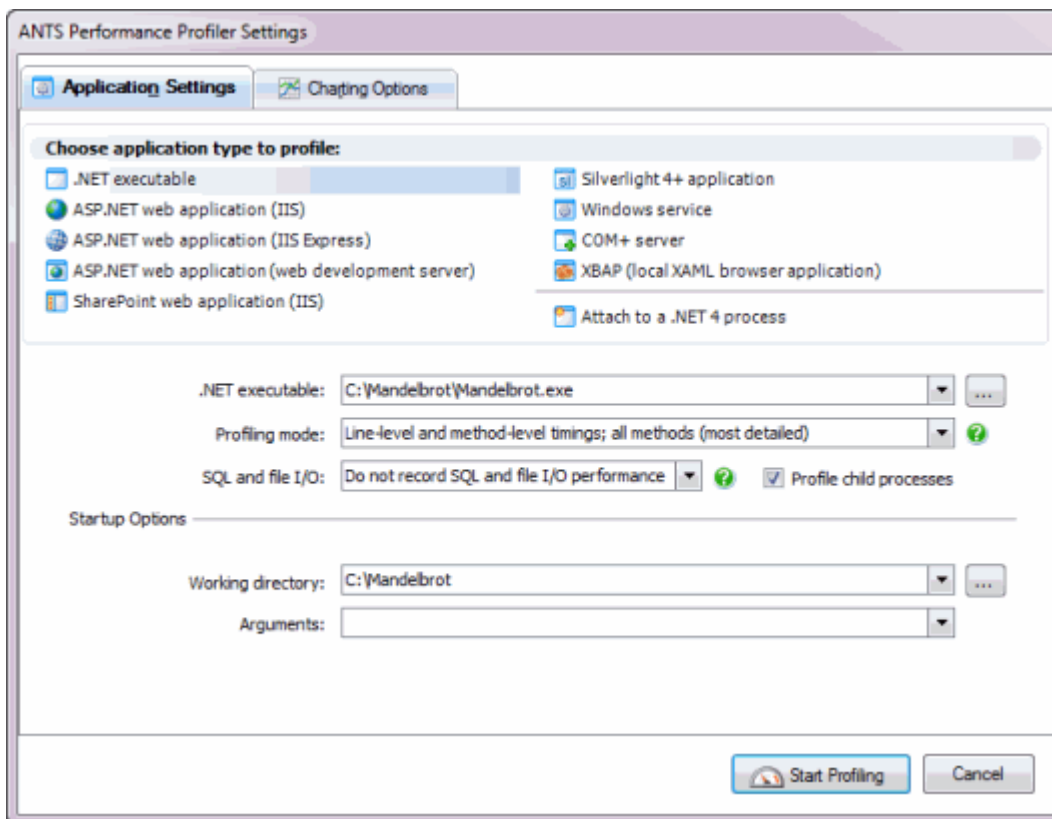 ANTS Performance Profiler Settings
Application Settings
Charting Options
Choose application type to profile:
.NET executable
ASP.NET web application (IIS)
ASP.NET web application (IIS Express)
ASP.NET web application (web development server)
SharePoint web application (IIS)
Silverlight 4+ application
Windows service
COM+ server
XBAP (local XAML browser application)
Attach to a .NET 4 process
.NET executable: C:\Mandelbrot\Mandelbrot.exe ...
Profiling mode: Line-level and method-level timings; all methods (most detailed) ?
SQL and file I/O: Do not record SQL and file I/O performance ? Profile child processes
Startup Options
Working directory: C:\Mandelbrot ...
Arguments:
Start Profiling Cancel